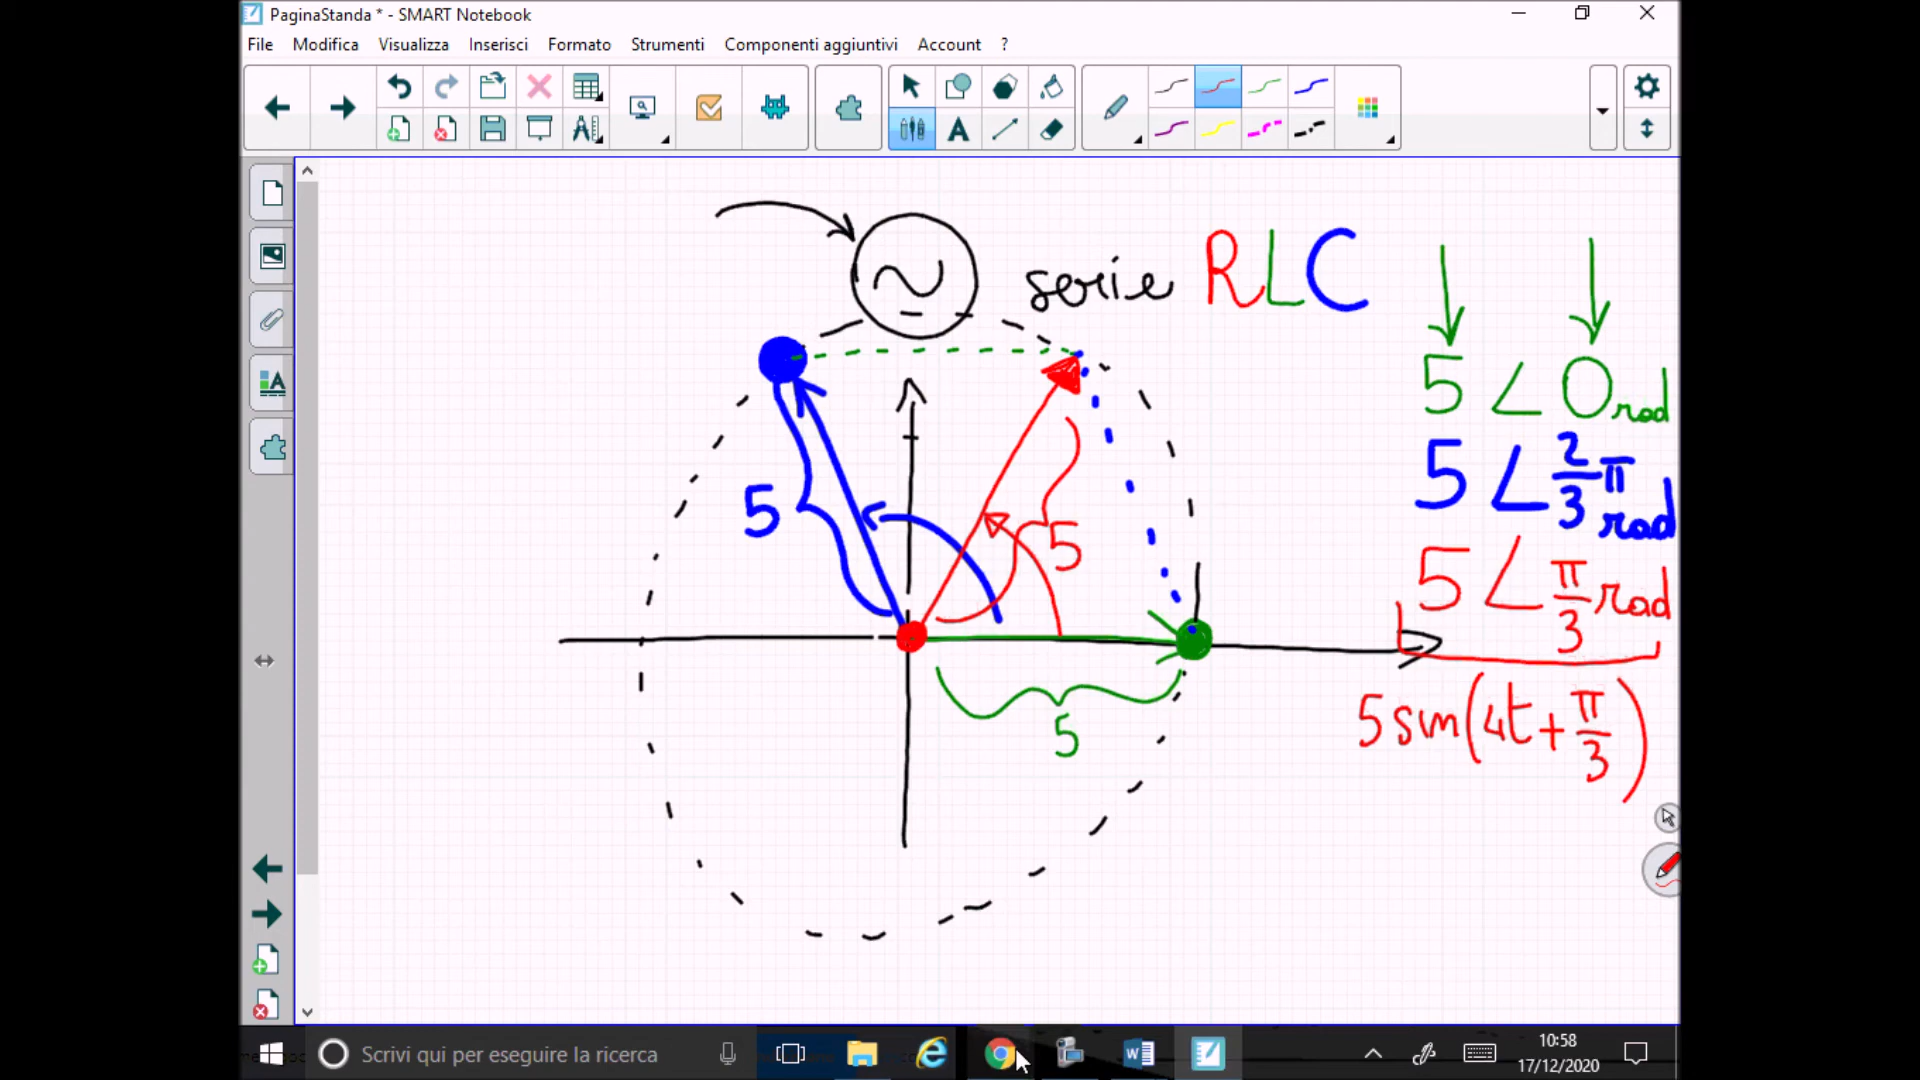 PaginaStanda * - SMART Notebook
File Modifica Visualizza Inserisci Formato Strumenti Componenti aggiuntivi Account ?
serie RLC
5 ∠ 0 rad
5 ∠ 2/3 π rad
5 ∠ π/3 rad
5 5
5 sin(4t + π/3)
5
Scrivi qui per eseguire la ricerca
10:58
17/12/2020